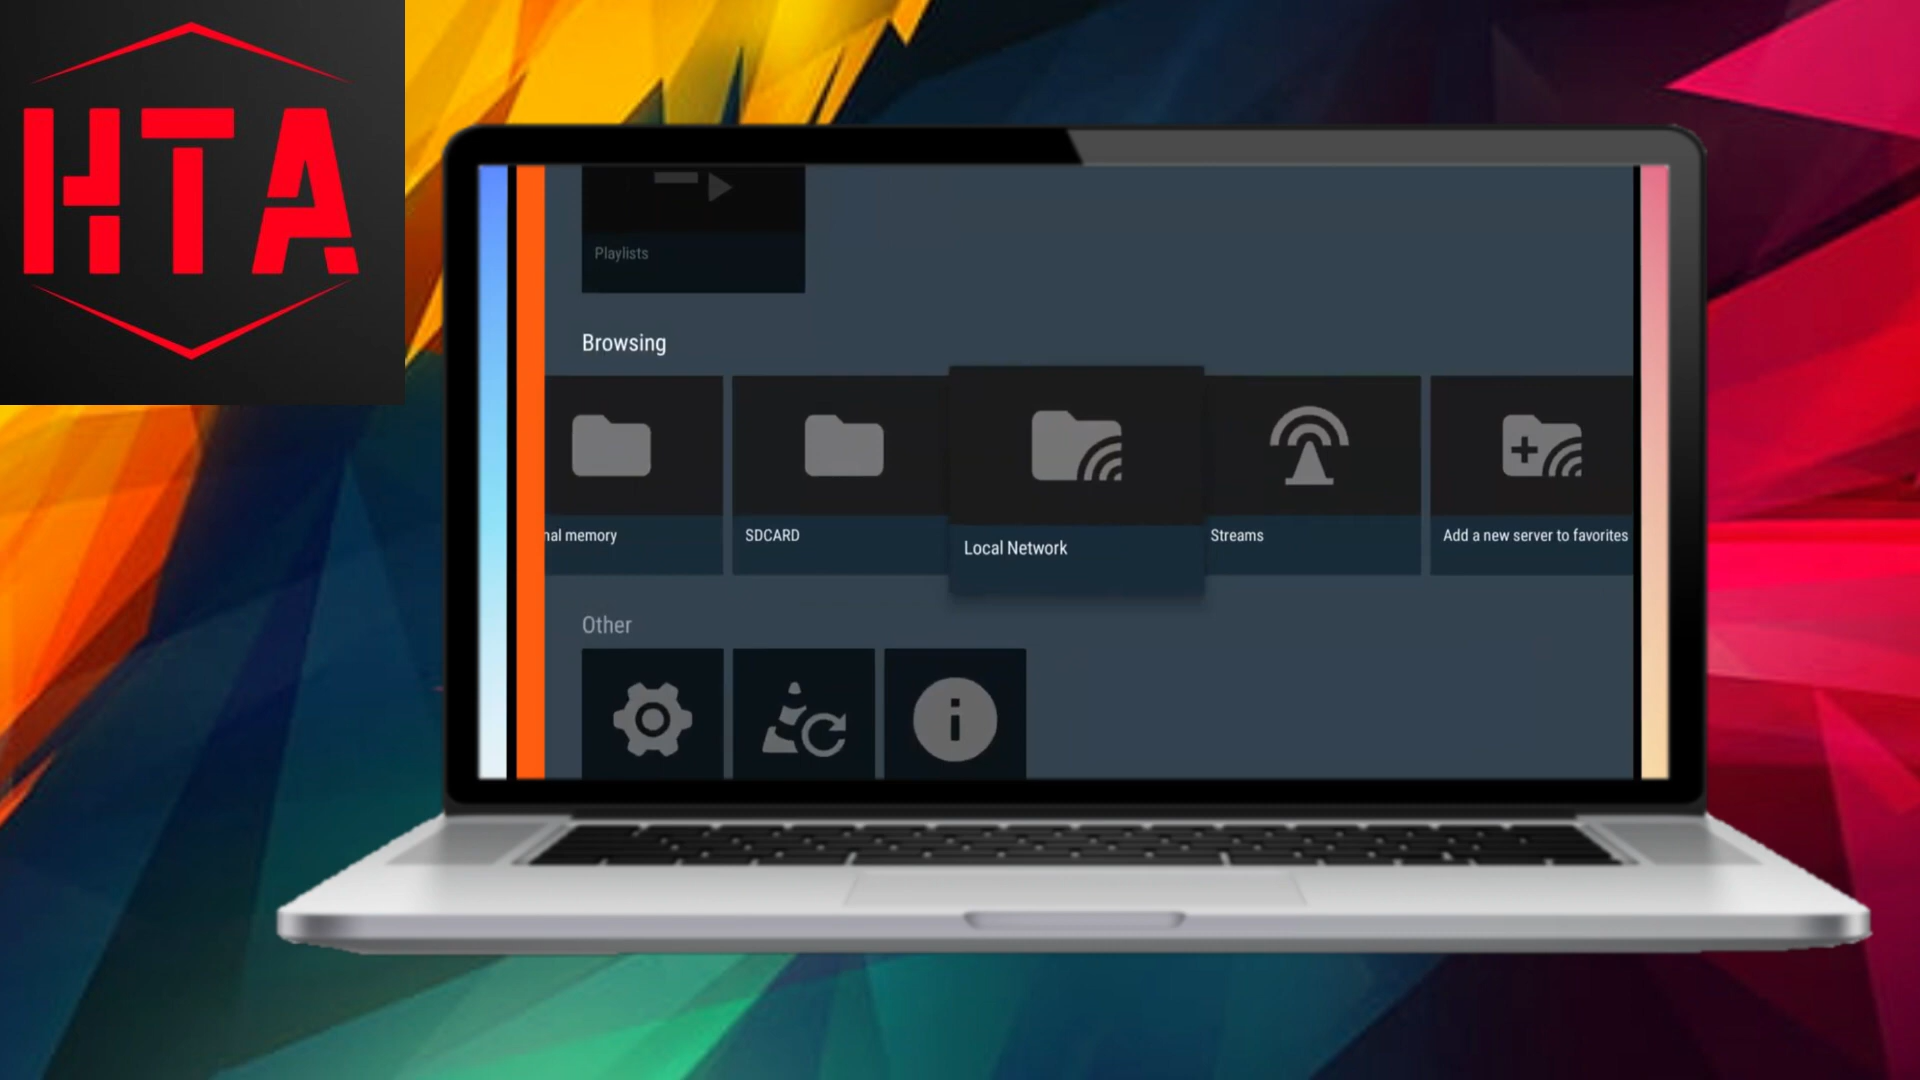 HTA
Playlists
Browsing
nal memory
SDCARD
Local Network
Streams
Add a new server to favorites
Other